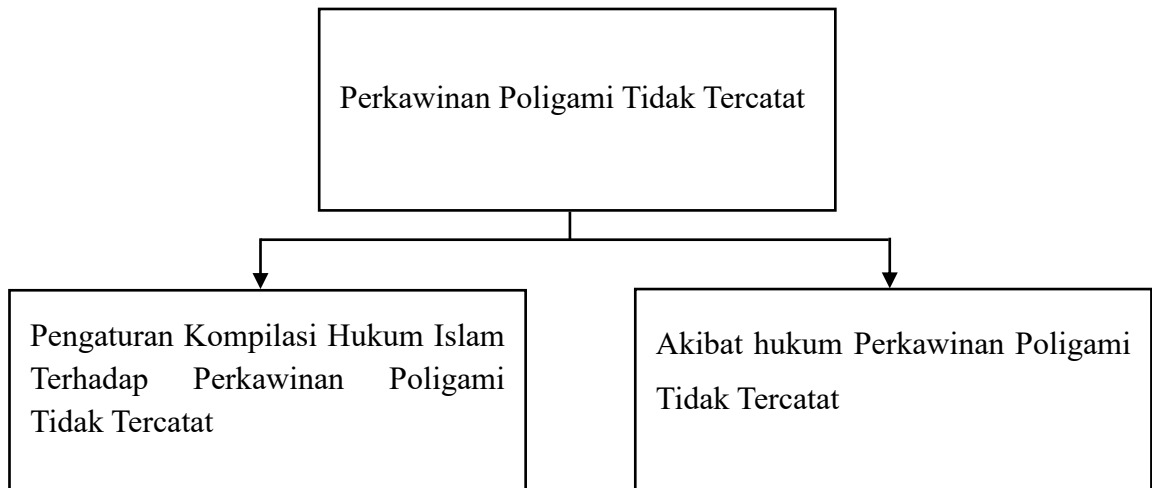 Perkawinan Poligami Tidak Tercatat
Pengaturan Kompilasi Hukum Islam
Terhadap Perkawinan Poligami
Tidak Tercatat
Akibat hukum Perkawinan Poligami
Tidak Tercatat